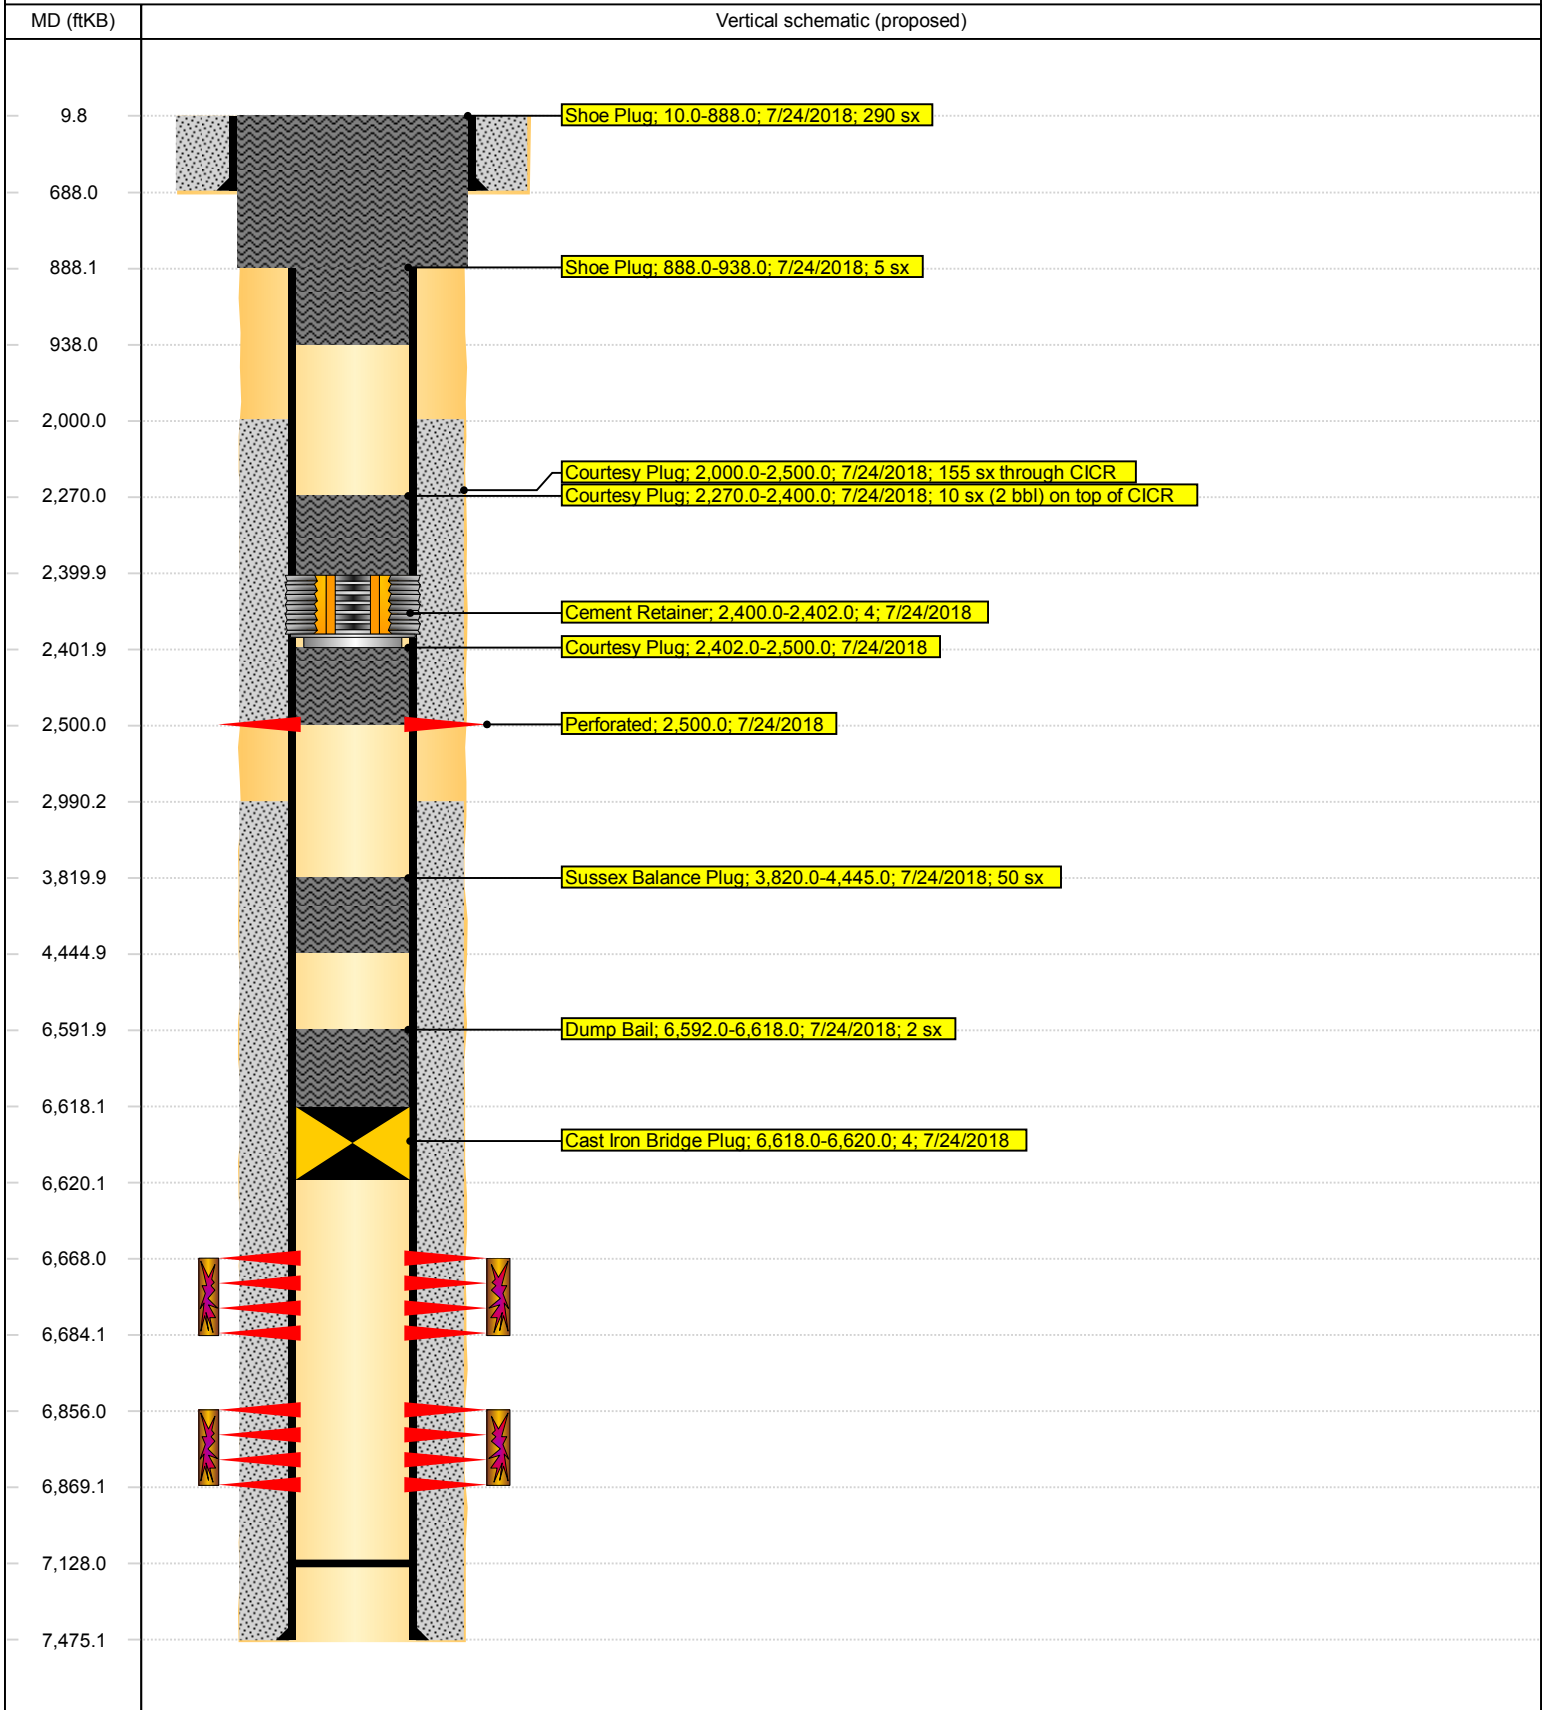 MD (ftKB)
Vertical schematic (proposed)
9.8
Shoe Plug; 10.0-888.0; 7/24/2018; 290 sx
688.0
888.1
Shoe Plug; 888.0-938.0; 7/24/2018; 5 sx
938.0
2,000.0
Courtesy Plug; 2,000.0-2,500.0; 7/24/2018; 155 sx through CICR
2,270.0
Courtesy Plug; 2,270.0-2,400.0; 7/24/2018; 10 sx (2 bbl) on top of CICR
2,399.9
Cement Retainer; 2,400.0-2,402.0; 4; 7/24/2018
2,401.9
Courtesy Plug; 2,402.0-2,500.0; 7/24/2018
2,500.0
Perforated; 2,500.0; 7/24/2018
2,990.2
3,819.9
Sussex Balance Plug; 3,820.0-4,445.0; 7/24/2018; 50 sx
4,444.9
6,591.9
Dump Bail; 6,592.0-6,618.0; 7/24/2018; 2 sx
6,618.1
Cast Iron Bridge Plug; 6,618.0-6,620.0; 4; 7/24/2018
6,620.1
6,668.0
6,684.1
6,856.0
6,869.1
7,128.0
7,475.1